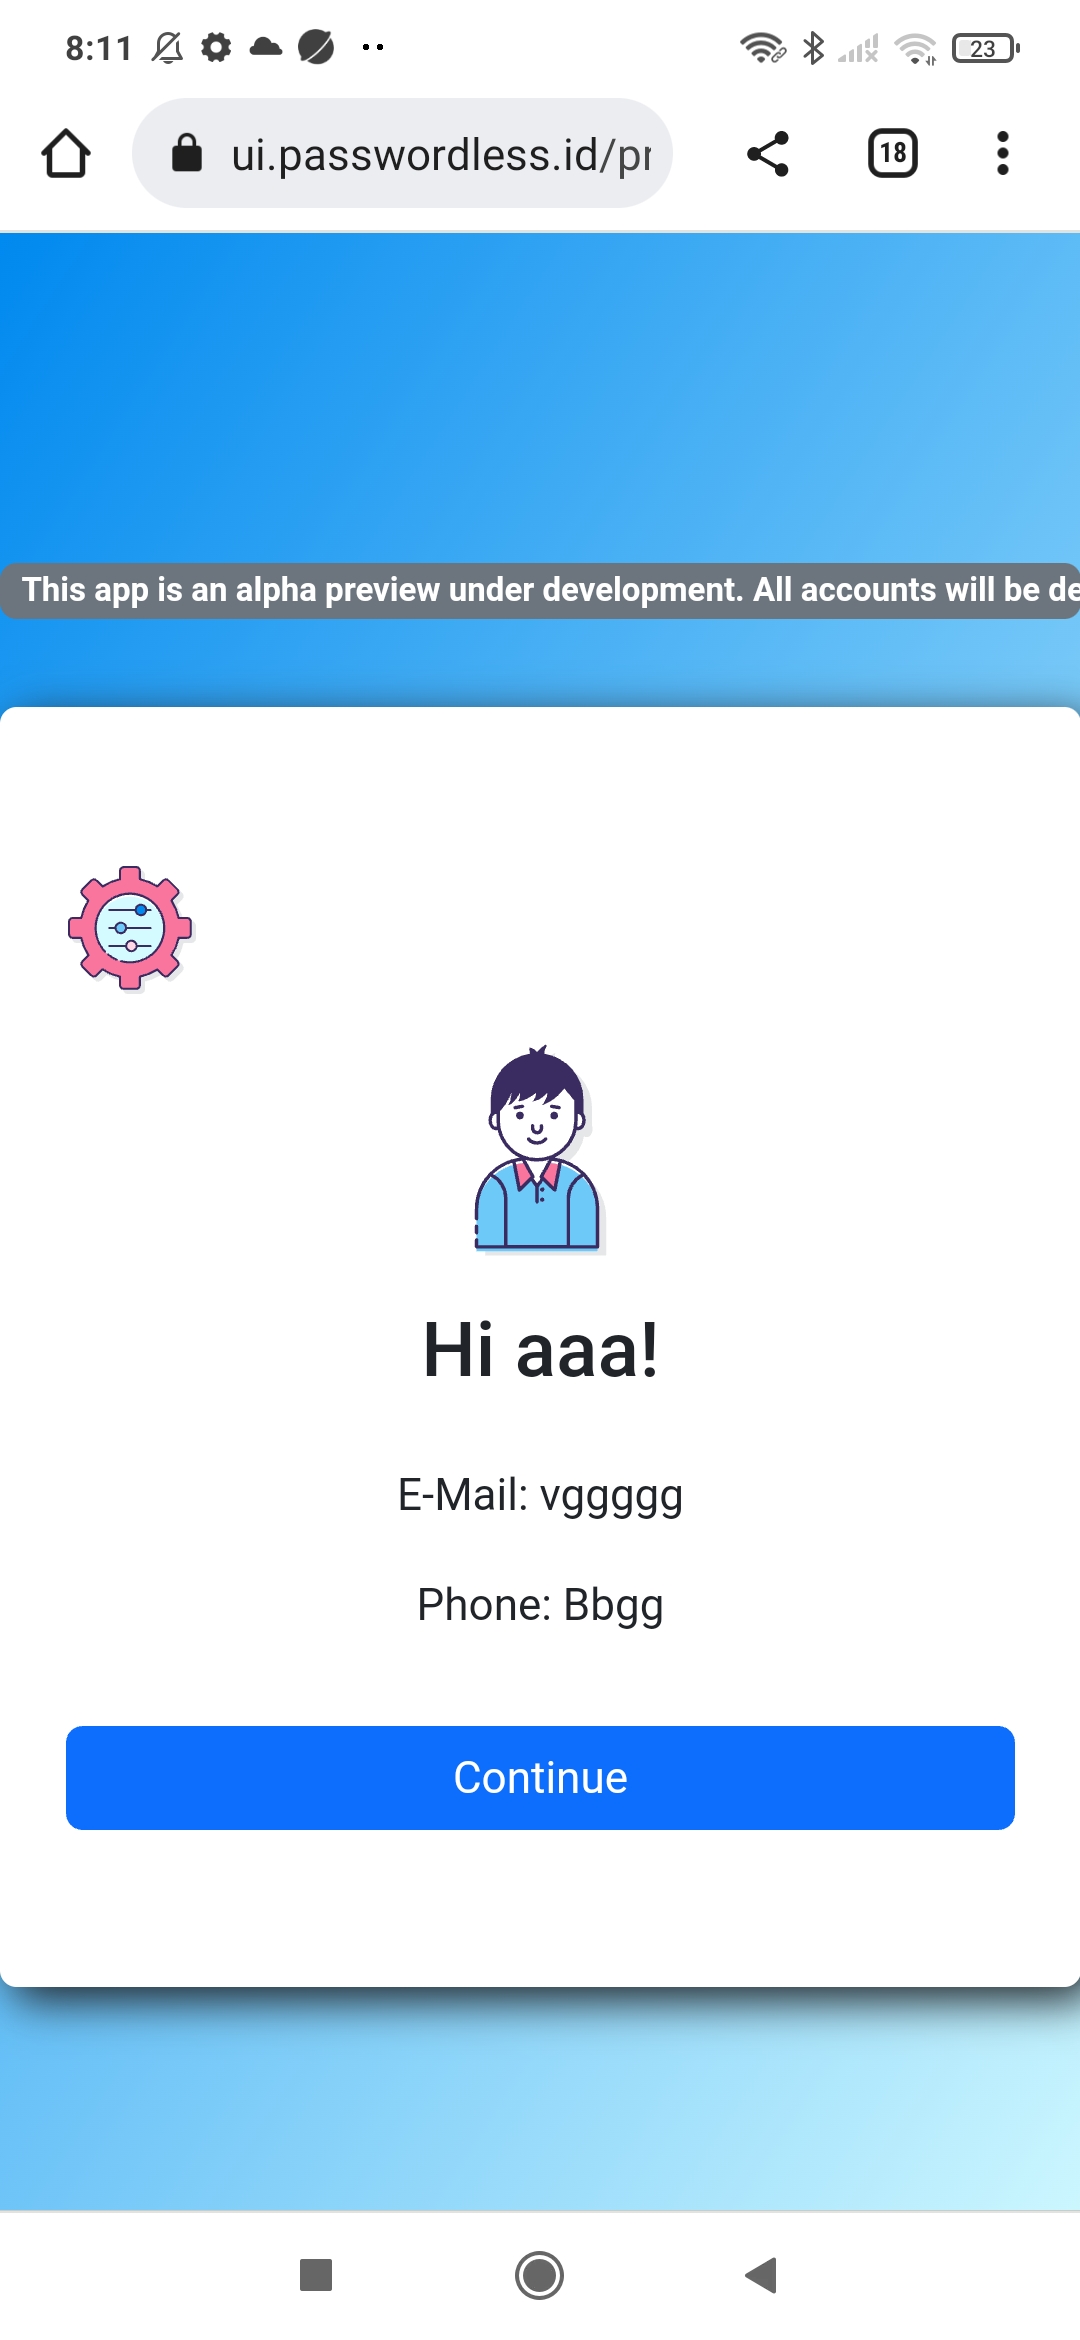 8:11
23
ui.passwordless.id/pr
18
This app is an alpha preview under development. All accounts will be de
Hi aaa!
E-Mail: vggggg
Phone: Bbgg
Continue